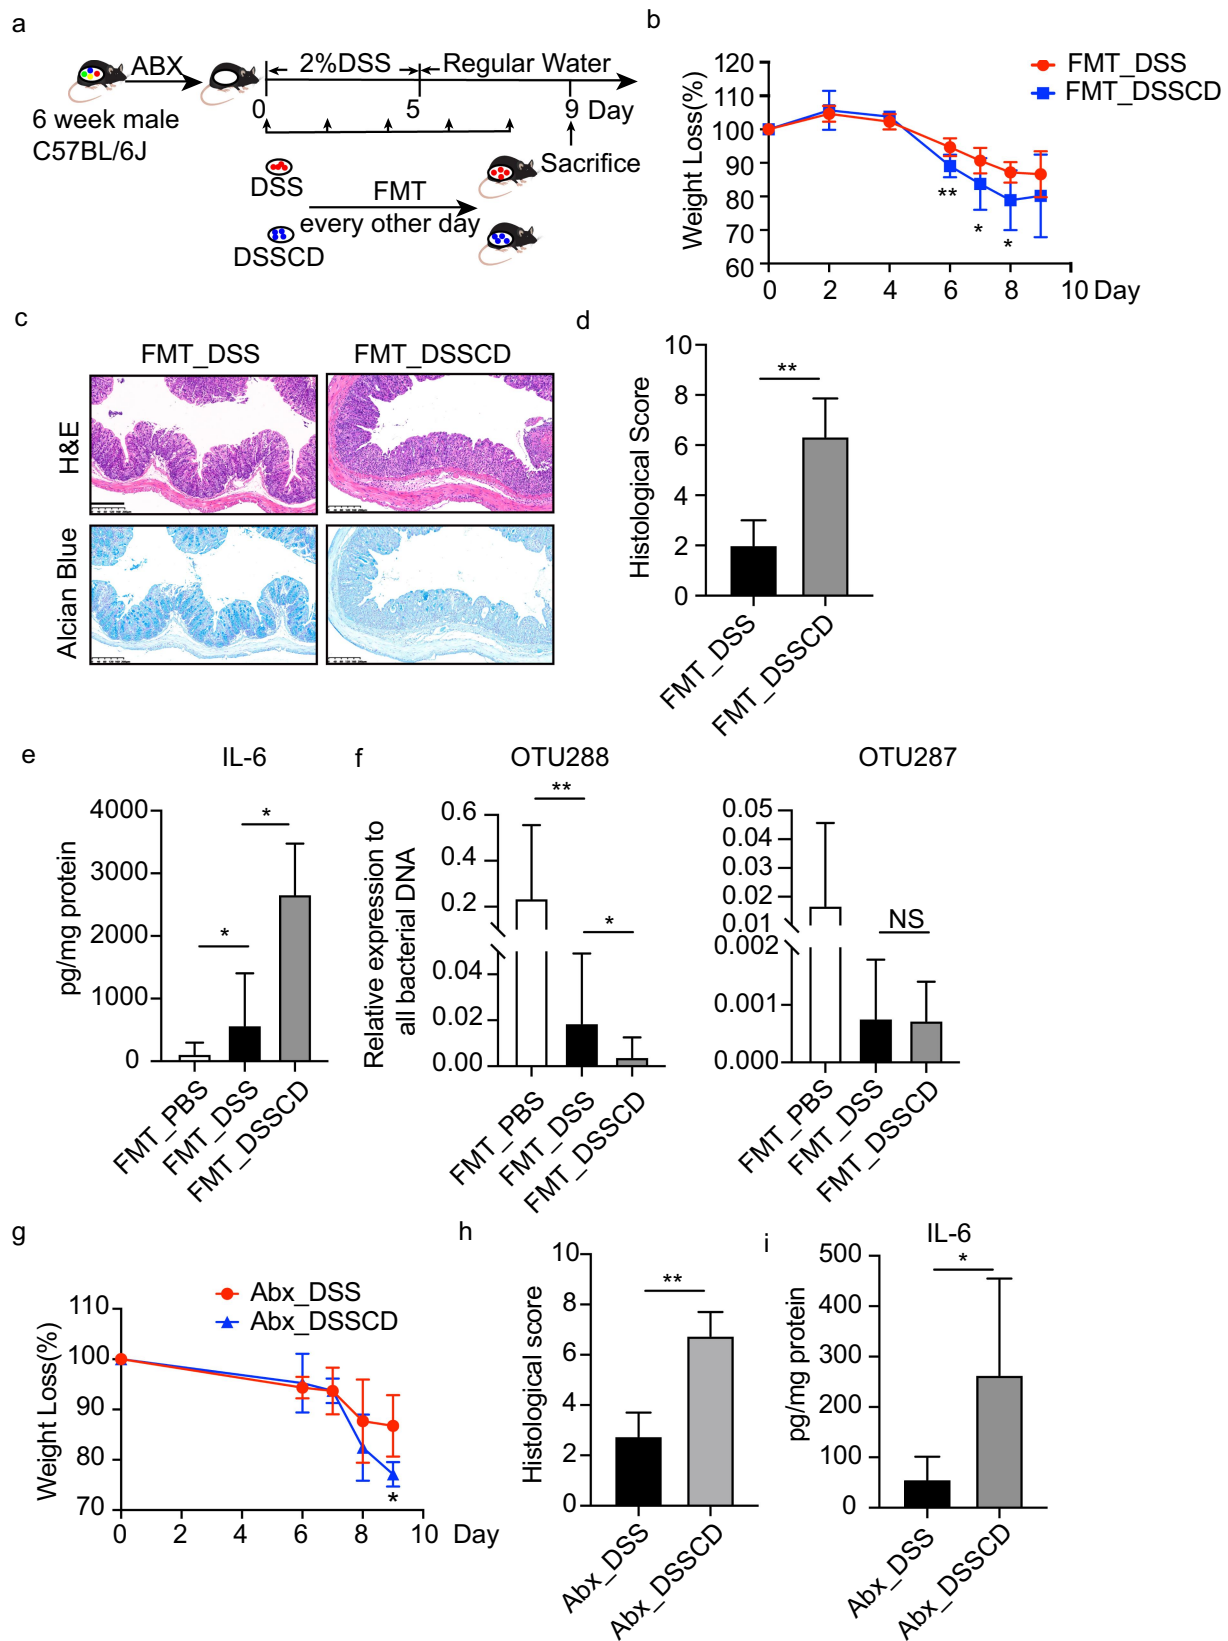 a
ABX
2%DSS
Regular Water
0
5
9 Day
6 week male
C57BL/6J
Sacrifice
DSS
FMT
every other day
DSSCD
b
FMT_DSS
FMT_DSSCD
Weight Loss(%)
120
110
100
90
80
70
60
**
*
*
0 2 4 6 8 10 Day
c
FMT_DSS FMT_DSSCD
H&E
Alcian Blue
d
Histological Score
10
8
6
4
2
0
**
FMT_DSS
FMT_DSSCD
e
IL-6
pg/mg protein
4000
3000
2000
1000
0
*
*
FMT_PBS
FMT_DSS
FMT_DSSCD
f
OTU288
Relative expression to
all bacterial DNA
0.6
0.4
0.2
0.04
0.02
0.00
**
*
FMT_PBS
FMT_DSS
FMT_DSSCD
OTU287
0.05
0.04
0.03
0.02
0.01
0.002
0.001
0.000
NS
FMT_PBS
FMT_DSS
FMT_DSSCD
g
Abx_DSS
Abx_DSSCD
Weight Loss(%)
110
100
90
80
70
*
0 2 4 6 8 10 Day
h
Histological score
10
8
6
4
2
0
**
Abx_DSS
Abx_DSSCD
i
IL-6
pg/mg protein
500
400
300
200
100
0
*
Abx_DSS
Abx_DSSCD